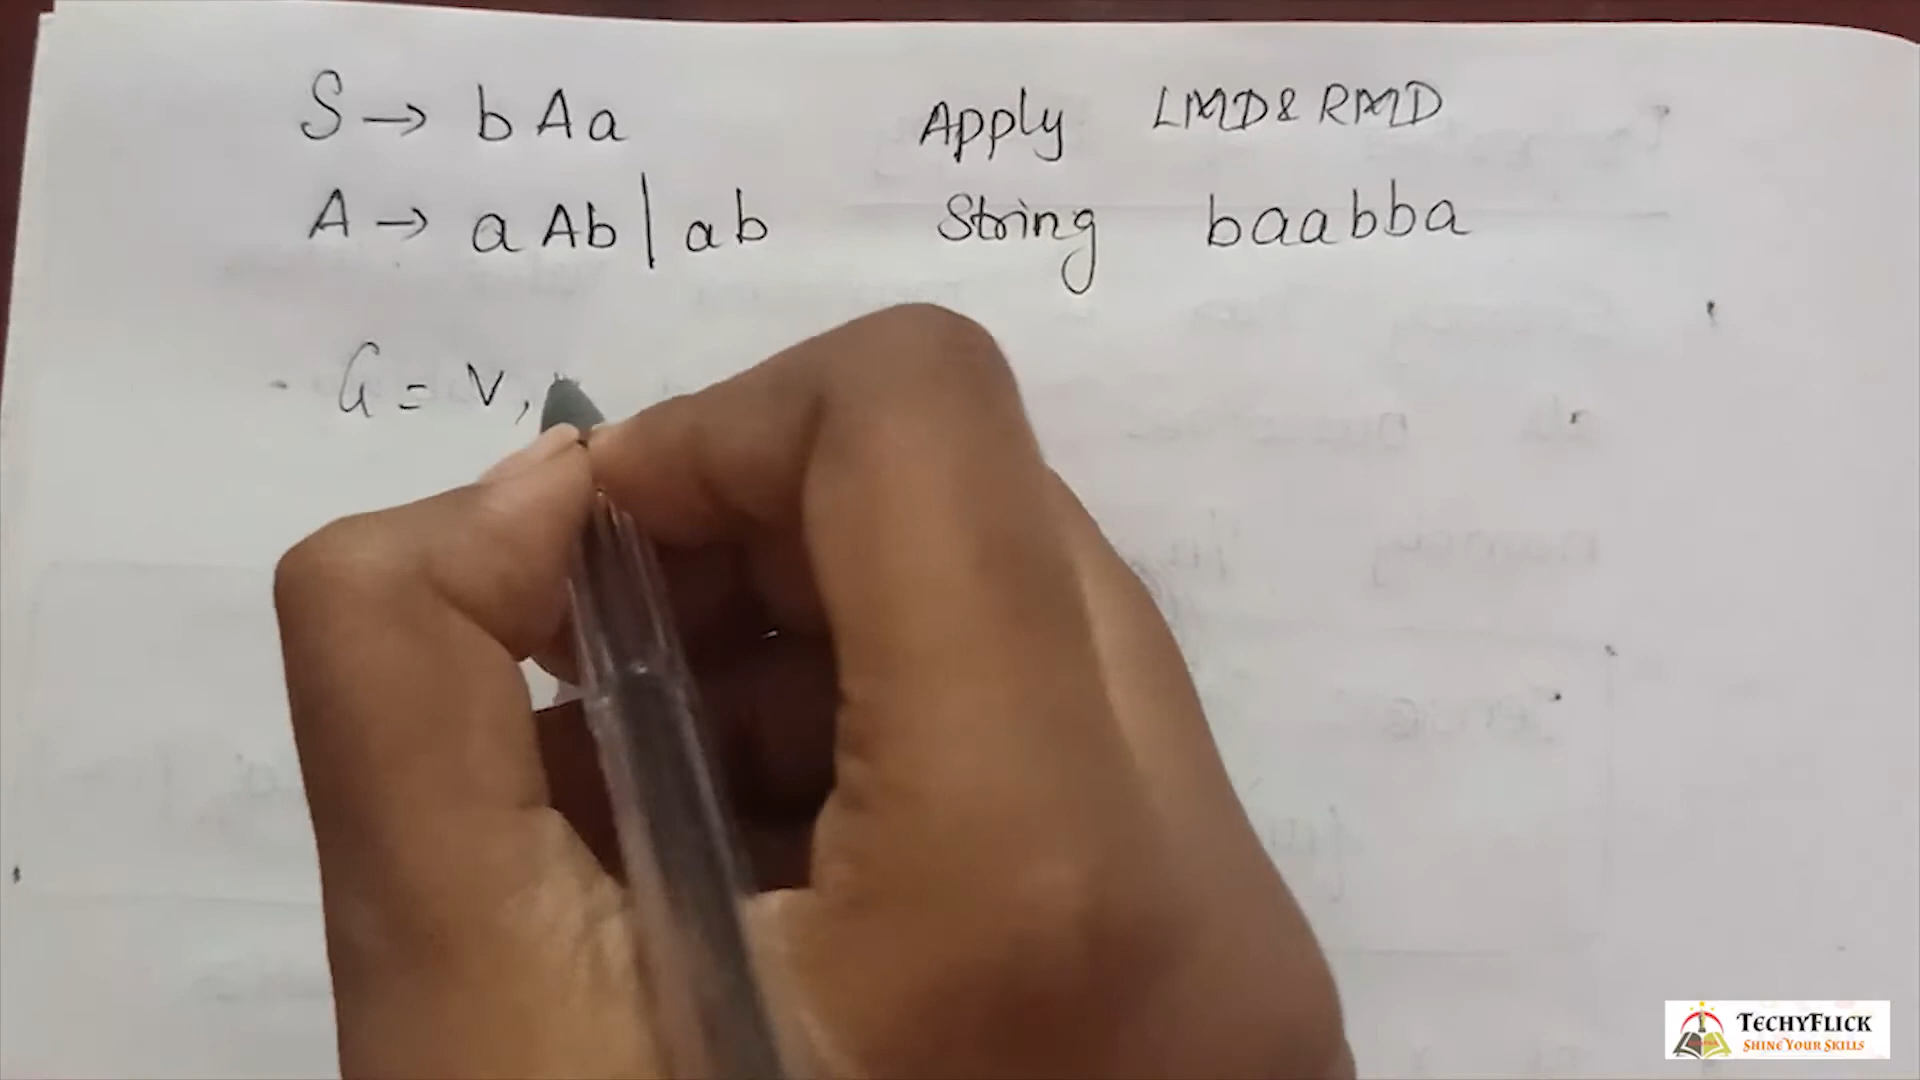 S → bAa Apply LMD & RMD
A → aAb | ab String baabba
G = V,
TECHYFLICK
SHINE YOUR SKILLS